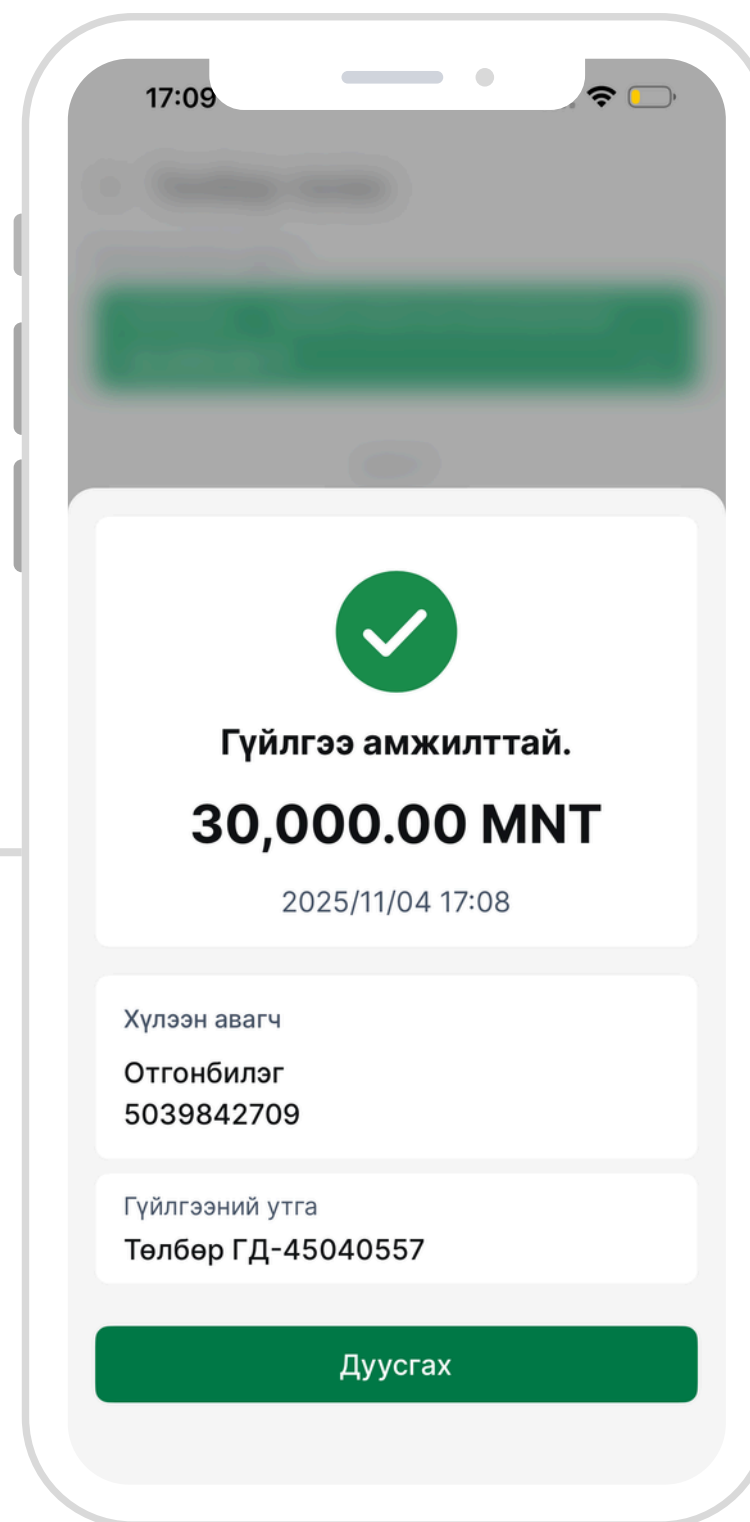 17:09
Гүйлгээ амжилттай.
30,000.00 MNT
2025/11/04 17:08
Хүлээн авагч
Отгонбилэг
5039842709
Гүйлгээний утга
Төлбөр ГД-45040557
Дуусгах